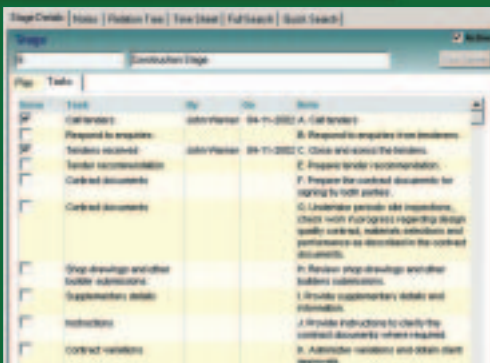 Stage Details | Notes | Relation Tree | Time Sheet | Full Search | Quick Search
Stage
Active
Construction Stage
Plan Tasks
Task By On Note
Call tenders John Warner 04-11-2002 A. Call tenders
Respond to enquiries B. Respond to enquiries from tenderers.
Tenders received John Warner 04-11-2002 C. Close and assess the tenders.
Tender recommendation E. Prepare tender recommendation.
Contract documents F. Prepare the contract documents for
signing by both parties.
Contract documents G. Undertake periodic site inspections,
check work in progress regarding design
quality control, materials selections and
performance as described in the contract
documents.
Shop drawings and other H. Review shop drawings and other
builder submissions. builders submissions.
Supplementary details I. Provide supplementary details and
information.
Instructions J. Provide instructions to clarify the
contract documents where required.
Contract variations K. Administer variations and obtain client
approvals.